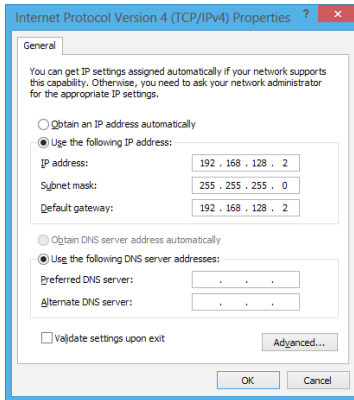 Internet Protocol Version 4 (TCP/IPv4) Properties ? ×
General
You can get IP settings assigned automatically if your network supports
this capability. Otherwise, you need to ask your network administrator
for the appropriate IP settings.
Obtain an IP address automatically
Use the following IP address:
IP address: 192 . 168 . 128 . 2
Subnet mask: 255 . 255 . 255 . 0
Default gateway: 192 . 168 . 128 . 2
Obtain DNS server address automatically
Use the following DNS server addresses:
Preferred DNS server: . . .
Alternate DNS server: . . .
Validate settings upon exit
Advanced...
OK Cancel